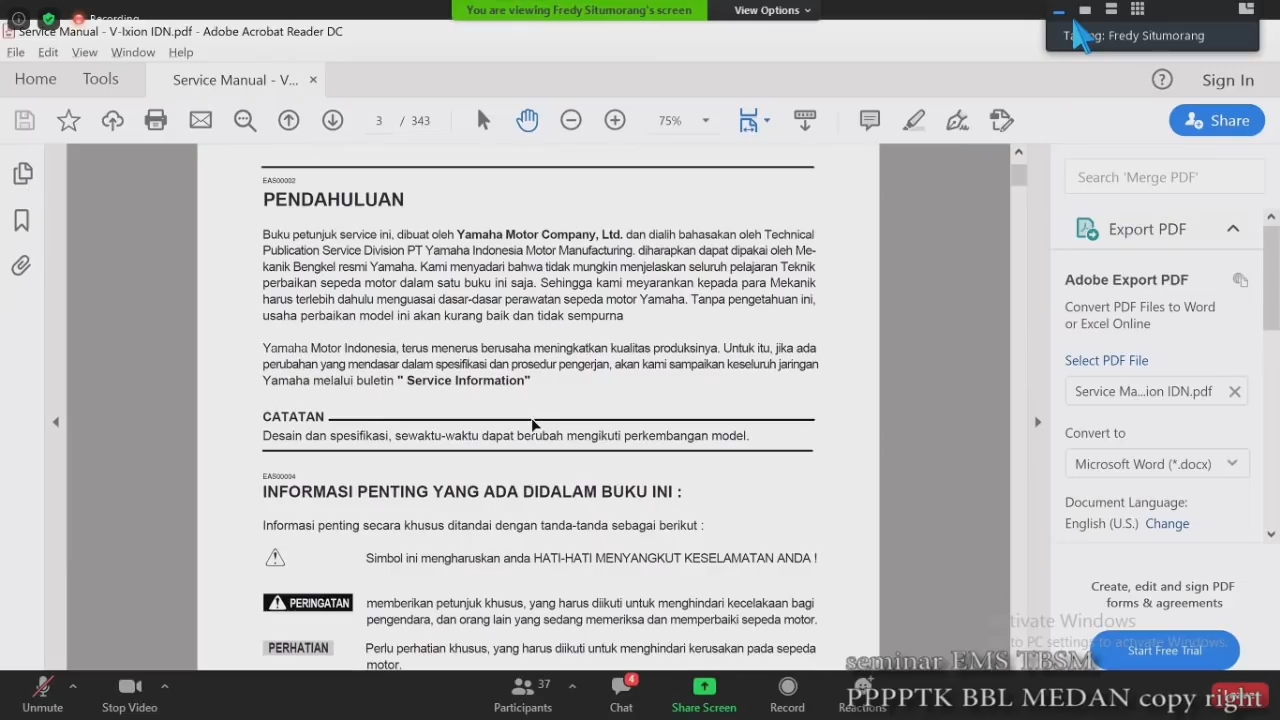 Recording
You are viewing Fredy Situmorang's screen
View Options
Service Manual - V-Ixion IDN.pdf - Adobe Acrobat Reader DC
Fredy Situmorang
File Edit View Window Help
Home Tools Service Manual - V... × Sign In
3 / 343 75% Share
EAS00002
PENDAHULUAN
Buku petunjuk service ini, dibuat oleh Yamaha Motor Company, Ltd. dan dialih bahasakan oleh Technical
Publication Service Division PT Yamaha Indonesia Motor Manufacturing. diharapkan dapat dipakai oleh Me-
kanik Bengkel resmi Yamaha. Kami menyadari bahwa tidak mungkin menjelaskan seluruh pelajaran Teknik
perbaikan sepeda motor dalam satu buku ini saja. Sehingga kami meyarankan kepada para Mekanik
harus terlebih dahulu menguasai dasar-dasar perawatan sepeda motor Yamaha. Tanpa pengetahuan ini,
usaha perbaikan model ini akan kurang baik dan tidak sempurna
Yamaha Motor Indonesia, terus menerus berusaha meningkatkan kualitas produksinya. Untuk itu, jika ada
perubahan yang mendasar dalam spesifikasi dan prosedur pengerjan, akan kami sampaikan keseluruh jaringan
Yamaha melalui buletin " Service Information"
CATATAN
Desain dan spesifikasi, sewaktu-waktu dapat berubah mengikuti perkembangan model.
EAS00004
INFORMASI PENTING YANG ADA DIDALAM BUKU INI :
Informasi penting secara khusus ditandai dengan tanda-tanda sebagai berikut :
Simbol ini mengharuskan anda HATI-HATI MENYANGKUT KESELAMATAN ANDA !
PERINGATAN memberikan petunjuk khusus, yang harus diikuti untuk menghindari kecelakaan bagi
pengendara, dan orang lain yang sedang memeriksa dan memperbaiki sepeda motor.
PERHATIAN Perlu perhatian khusus, yang harus diikuti untuk menghindari kerusakan pada sepeda
motor.
Search 'Merge PDF'
Export PDF
Adobe Export PDF
Convert PDF Files to Word
or Excel Online
Select PDF File
Service Ma...ion IDN.pdf
Convert to
Microsoft Word (*.docx)
Document Language:
English (U.S.) Change
Create, edit and sign PDF
forms & agreements
Activate Windows
to PC settings to activate Windows.
Start Free Trial
seminar EMS TBSM
PPPPTK BBL MEDAN copy right
Unmute Stop Video Participants 37 Chat 4 Share Screen Record Reactions